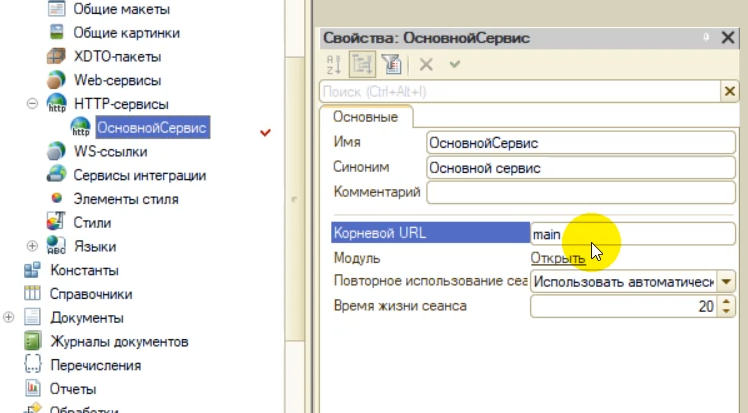 Общие макеты
Общие картинки
XDTO-пакеты
Web-сервисы
HTTP-сервисы
ОсновнойСервис
WS-ссылки
Сервисы интеграции
Элементы стиля
Стили
Языки
Константы
Справочники
Документы
Журналы документов
Перечисления
Отчеты
Обработки
Свойства: ОсновнойСервис
Поиск (Ctrl+Alt+I)
Основные
Имя ОсновнойСервис
Синоним Основной сервис
Комментарий
Корневой URL main
Модуль Открыть
Повторное использование сеа Использовать автоматическ
Время жизни сеанса 20